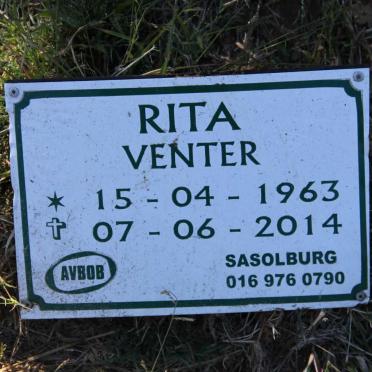 RITA
VENTER
15 - 04 - 1963
07 - 06 - 2014
AVBOB
SASOLBURG
016 976 0790